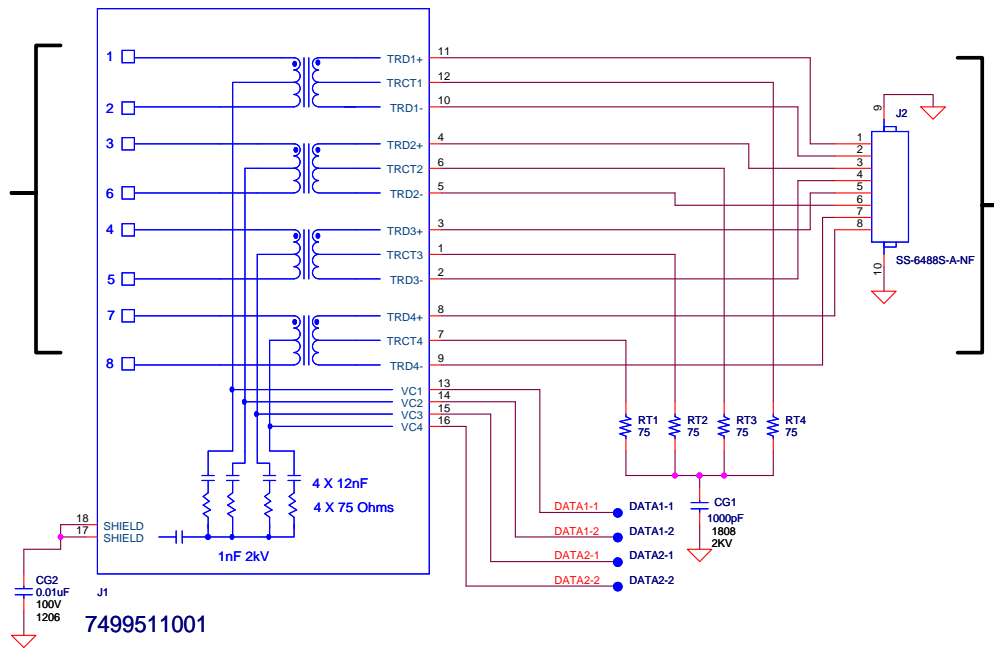 1
2
3
6
4
5
7
8
TRD1+
TRCT1
TRD1-
TRD2+
TRCT2
TRD2-
TRD3+
TRCT3
TRD3-
TRD4+
TRCT4
TRD4-
VC1
VC2
VC3
VC4
11
12
10
4
6
5
3
1
2
8
7
9
13
14
15
16
9
J2
1
2
3
4
5
6
7
8
10
SS-6488S-A-NF
RT1
75
RT2
75
RT3
75
RT4
75
4 X 12nF
4 X 75 Ohms
1nF 2kV
CG1
1000pF
1808
2KV
DATA1-1 DATA1-1
DATA1-2 DATA1-2
DATA2-1 DATA2-1
DATA2-2 DATA2-2
18 SHIELD
17 SHIELD
CG2
0.01uF
100V
1206
J1
7499511001